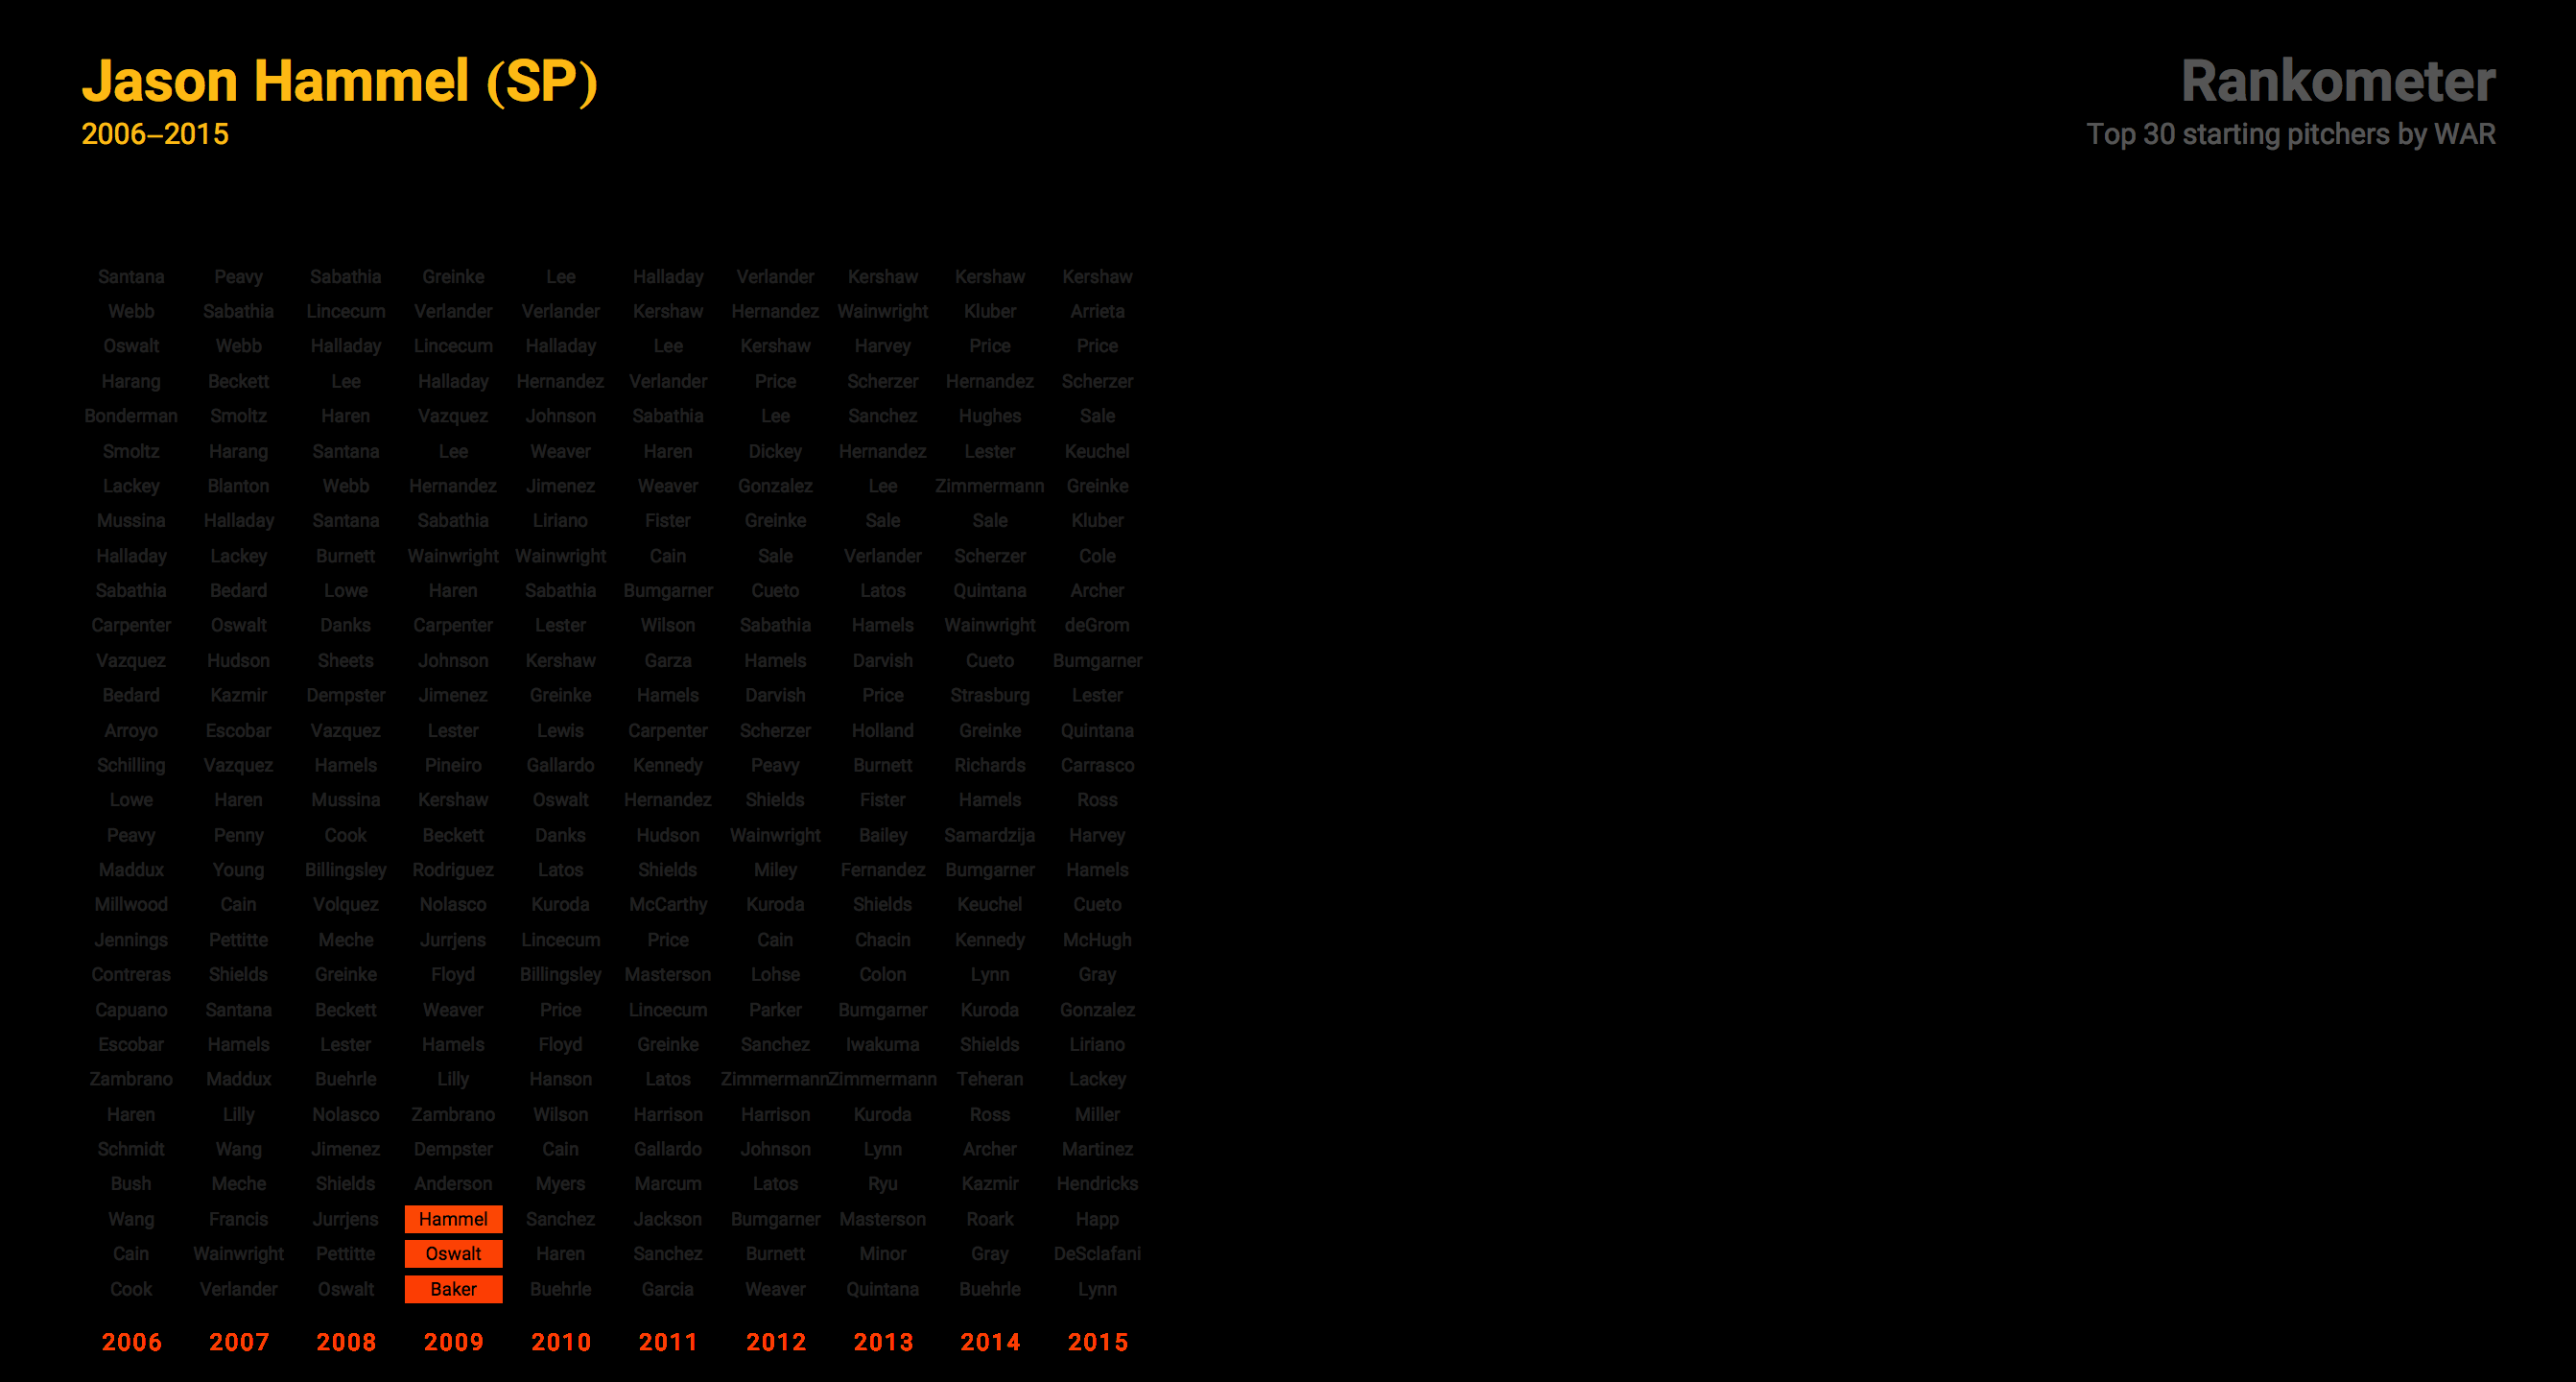 Jason Hammel (SP)
2006–2015
Rankometer
Top 30 starting pitchers by WAR
Santana Peavy Sabathia Greinke Lee Halladay Verlander Kershaw Kershaw Kershaw
Webb Sabathia Lincecum Verlander Verlander Kershaw Hernandez Wainwright Kluber Arrieta
Oswalt Webb Halladay Lincecum Halladay Lee Kershaw Harvey Price Price
Harang Beckett Lee Halladay Hernandez Verlander Price Scherzer Hernandez Scherzer
Bonderman Smoltz Haren Vazquez Johnson Sabathia Lee Sanchez Hughes Sale
Smoltz Harang Santana Lee Weaver Haren Dickey Hernandez Lester Keuchel
Lackey Blanton Webb Hernandez Jimenez Weaver Gonzalez Lee Zimmermann Greinke
Mussina Halladay Santana Sabathia Liriano Fister Greinke Sale Sale Kluber
Halladay Lackey Burnett Wainwright Wainwright Cain Sale Verlander Scherzer Cole
Sabathia Bedard Lowe Haren Sabathia Bumgarner Cueto Latos Quintana Archer
Carpenter Oswalt Danks Carpenter Lester Wilson Sabathia Hamels Wainwright deGrom
Vazquez Hudson Sheets Johnson Kershaw Garza Hamels Darvish Cueto Bumgarner
Bedard Kazmir Dempster Jimenez Greinke Hamels Darvish Price Strasburg Lester
Arroyo Escobar Vazquez Lester Lewis Carpenter Scherzer Holland Greinke Quintana
Schilling Vazquez Hamels Pineiro Gallardo Kennedy Peavy Burnett Richards Carrasco
Lowe Haren Mussina Kershaw Oswalt Hernandez Shields Fister Hamels Ross
Peavy Penny Cook Beckett Danks Hudson Wainwright Bailey Samardzija Harvey
Maddux Young Billingsley Rodriguez Latos Shields Miley Fernandez Bumgarner Hamels
Millwood Cain Volquez Nolasco Kuroda McCarthy Kuroda Shields Keuchel Cueto
Jennings Pettitte Meche Jurrjens Lincecum Price Cain Chacin Kennedy McHugh
Contreras Shields Greinke Floyd Billingsley Masterson Lohse Colon Lynn Gray
Capuano Santana Beckett Weaver Price Lincecum Parker Bumgarner Kuroda Gonzalez
Escobar Hamels Lester Hamels Floyd Greinke Sanchez Iwakuma Shields Liriano
Zambrano Maddux Buehrle Lilly Hanson Latos Zimmermann Zimmermann Teheran Lackey
Haren Lilly Nolasco Zambrano Wilson Harrison Harrison Kuroda Ross Miller
Schmidt Wang Jimenez Dempster Cain Gallardo Johnson Lynn Archer Martinez
Bush Meche Shields Anderson Myers Marcum Latos Ryu Kazmir Hendricks
Wang Francis Jurrjens Hammel Sanchez Jackson Bumgarner Masterson Roark Happ
Cain Wainwright Pettitte Oswalt Haren Sanchez Burnett Minor Gray DeSclafani
Cook Verlander Oswalt Baker Buehrle Garcia Weaver Quintana Buehrle Lynn
2006 2007 2008 2009 2010 2011 2012 2013 2014 2015